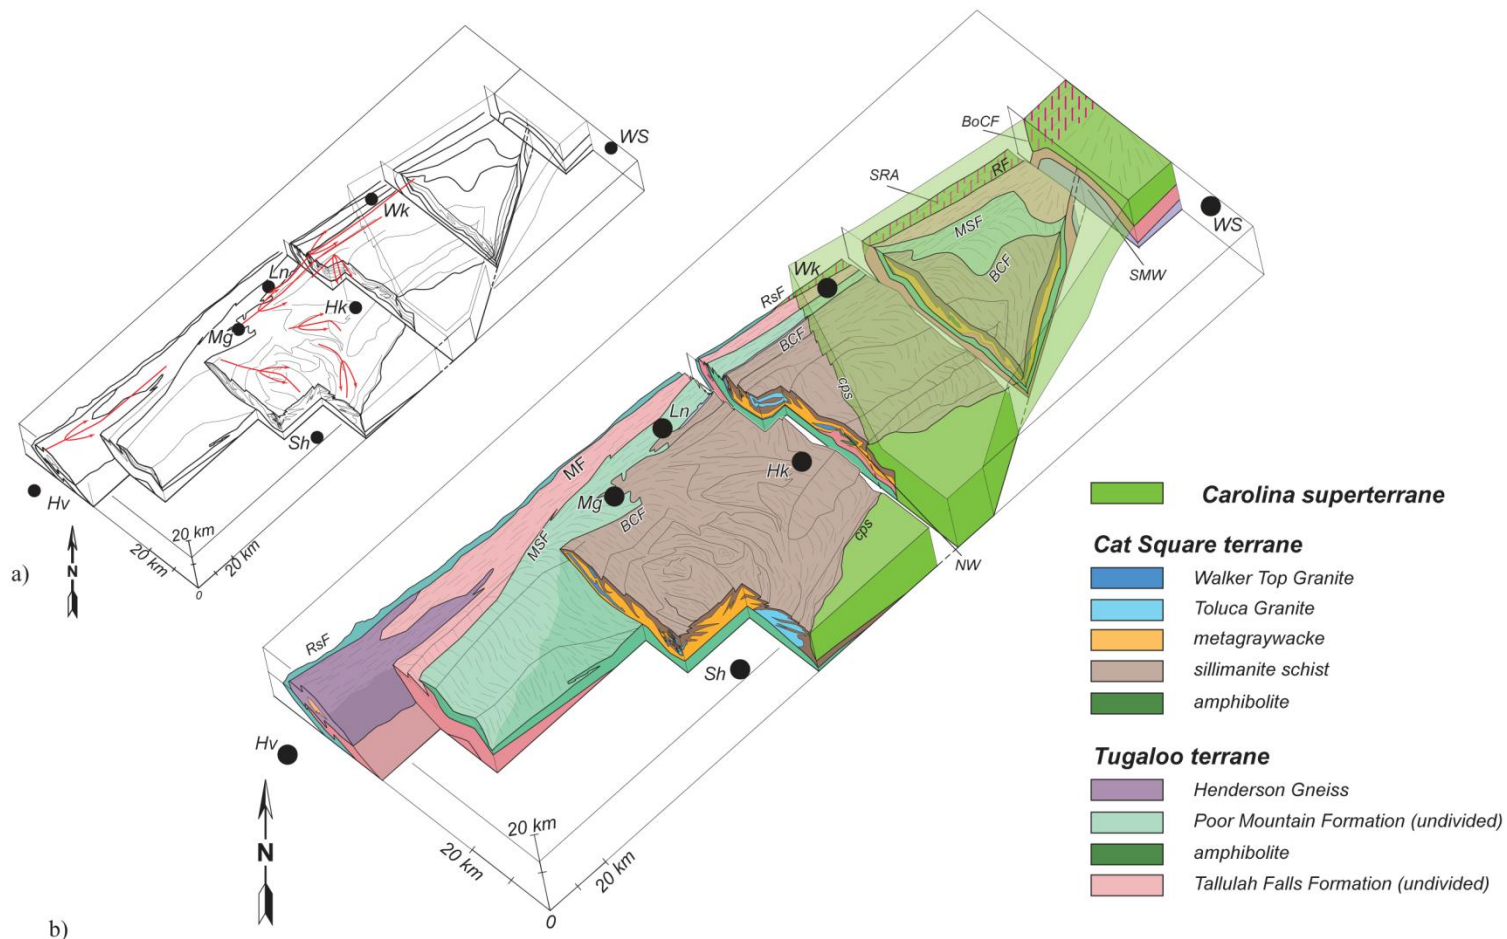 a)
WS
Wk
Ln
Hk
Mg
Sh
Hv
N
20 km
20 km
20 km
0
b)
BoCF
SRA
RF
MSF
BCF
WS
SMW
Wk
RsF
BCF
cps
Ln
MF
Hk
Mg
BCF
MSF
cps
NW
RsF
Sh
Hv
N
20 km
20 km
20 km
0
Carolina superterrane
Cat Square terrane
Walker Top Granite
Toluca Granite
metagraywacke
sillimanite schist
amphibolite
Tugaloo terrane
Henderson Gneiss
Poor Mountain Formation (undivided)
amphibolite
Tallulah Falls Formation (undivided)